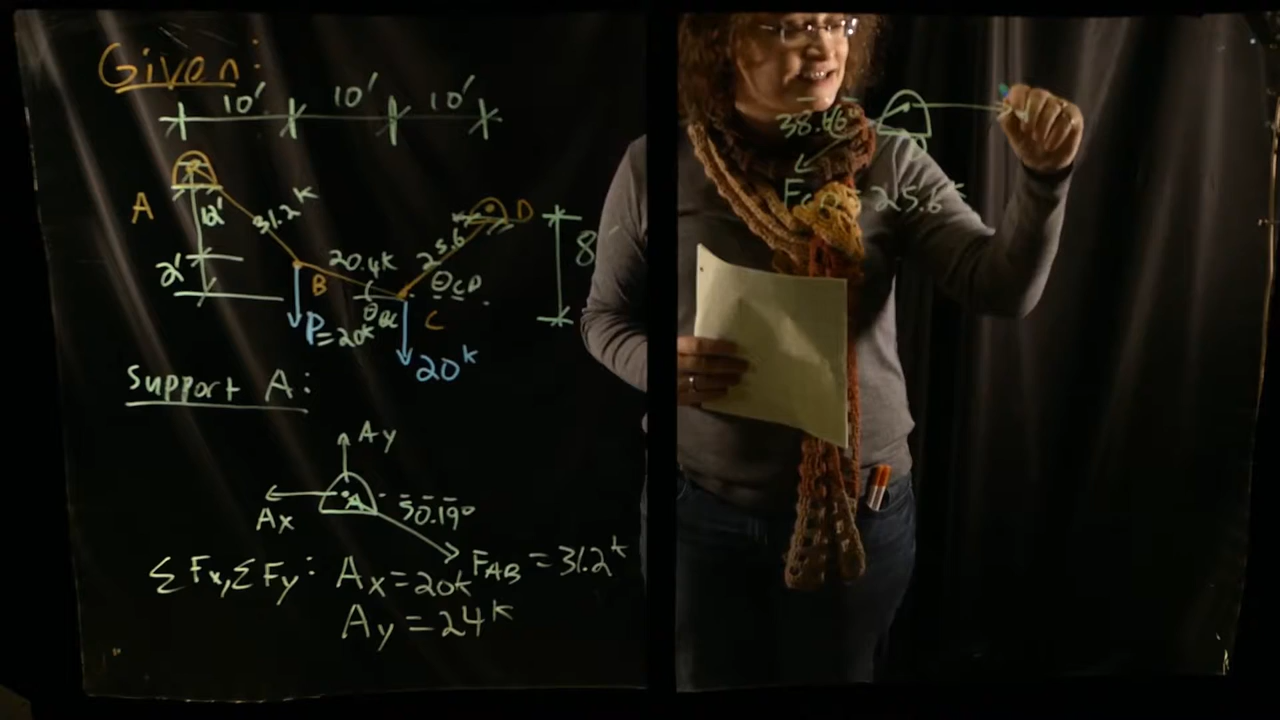 Given:
10' 10' 10'
A
12'
31.2k
2'
20.4k
B
θBC
25.6
θCD
C
D
8
P=20k
20k
Support A:
Ay
Ax
A
50.19°
FAB = 31.2k
ΣFx, ΣFy: Ax = 20k
Ay = 24k
38.66°
FCD = 25.6k